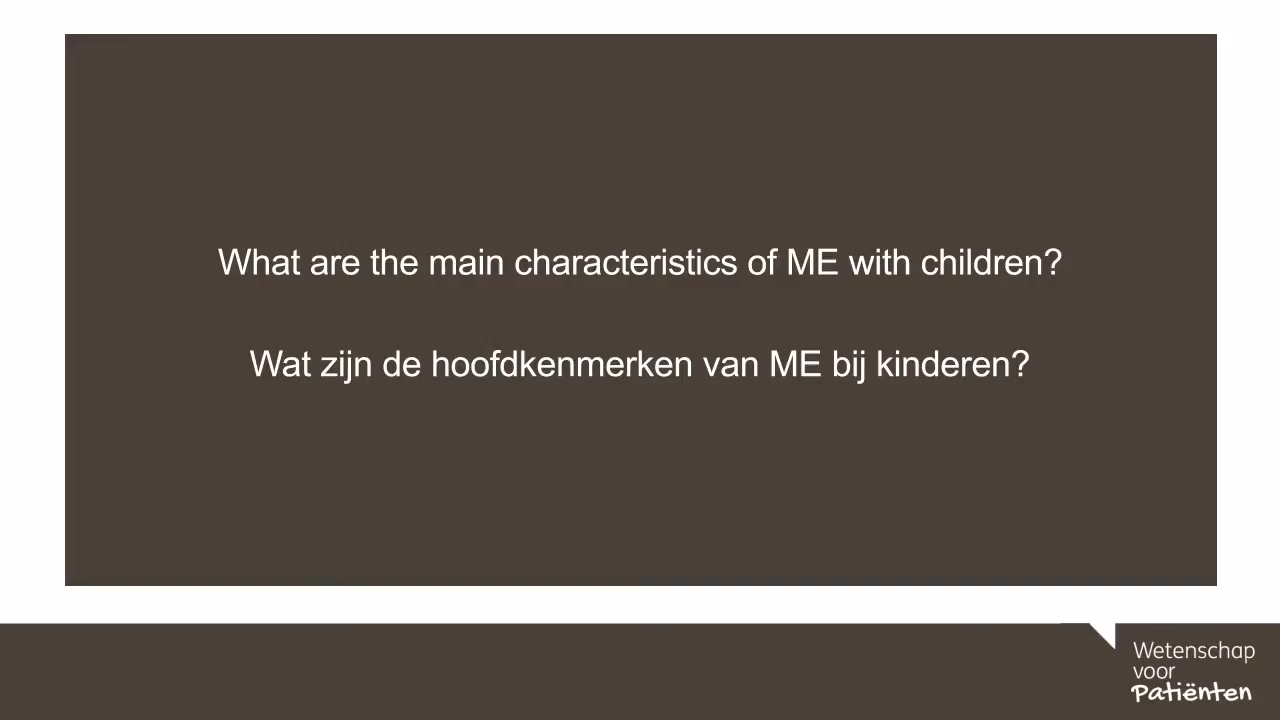 What are the main characteristics of ME with children?
Wat zijn de hoofdkenmerken van ME bij kinderen?
Wetenschap
voor
Patiënten